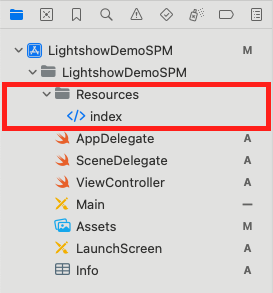 LightshowDemoSPM M
LightshowDemoSPM
Resources
</> index
AppDelegate A
SceneDelegate A
ViewController A
Main —
Assets M
LaunchScreen A
Info A